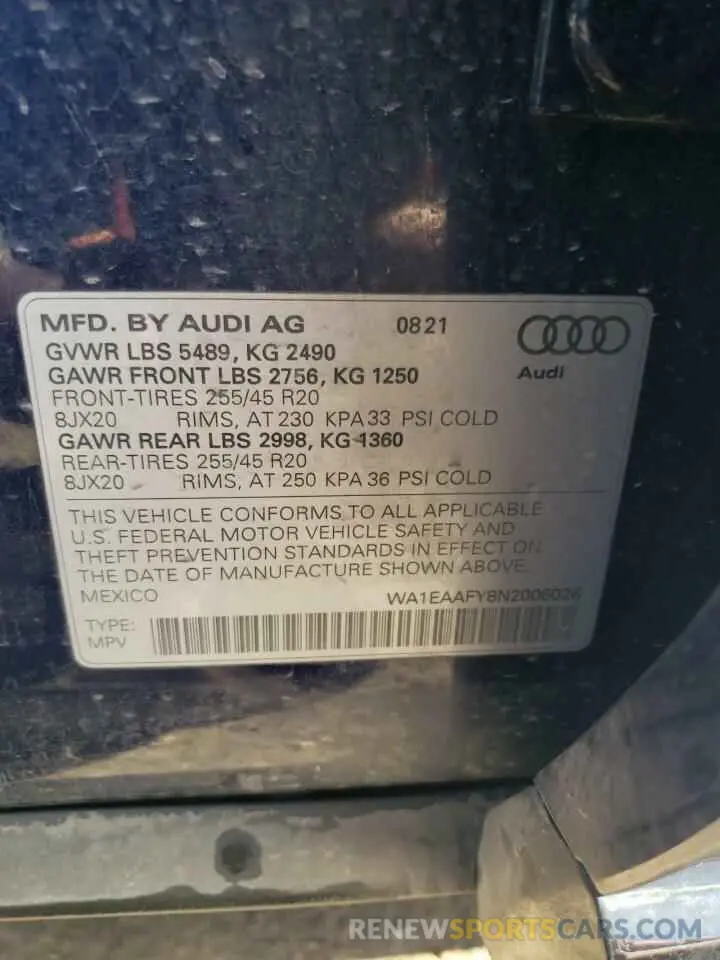 MFD. BY AUDI AG 0821
Audi
GVWR LBS 5489, KG 2490
GAWR FRONT LBS 2756, KG 1250
FRONT-TIRES 255/45 R20
8JX20 RIMS, AT 230 KPA 33 PSI COLD
GAWR REAR LBS 2998, KG 1360
REAR-TIRES 255/45 R20
8JX20 RIMS, AT 250 KPA 36 PSI COLD
THIS VEHICLE CONFORMS TO ALL APPLICABLE
U.S. FEDERAL MOTOR VEHICLE SAFETY AND
THEFT PREVENTION STANDARDS IN EFFECT ON
THE DATE OF MANUFACTURE SHOWN ABOVE.
MEXICO WA1EAAFY8N2006026
TYPE:
MPV
RENEWSPORTSCARS.COM